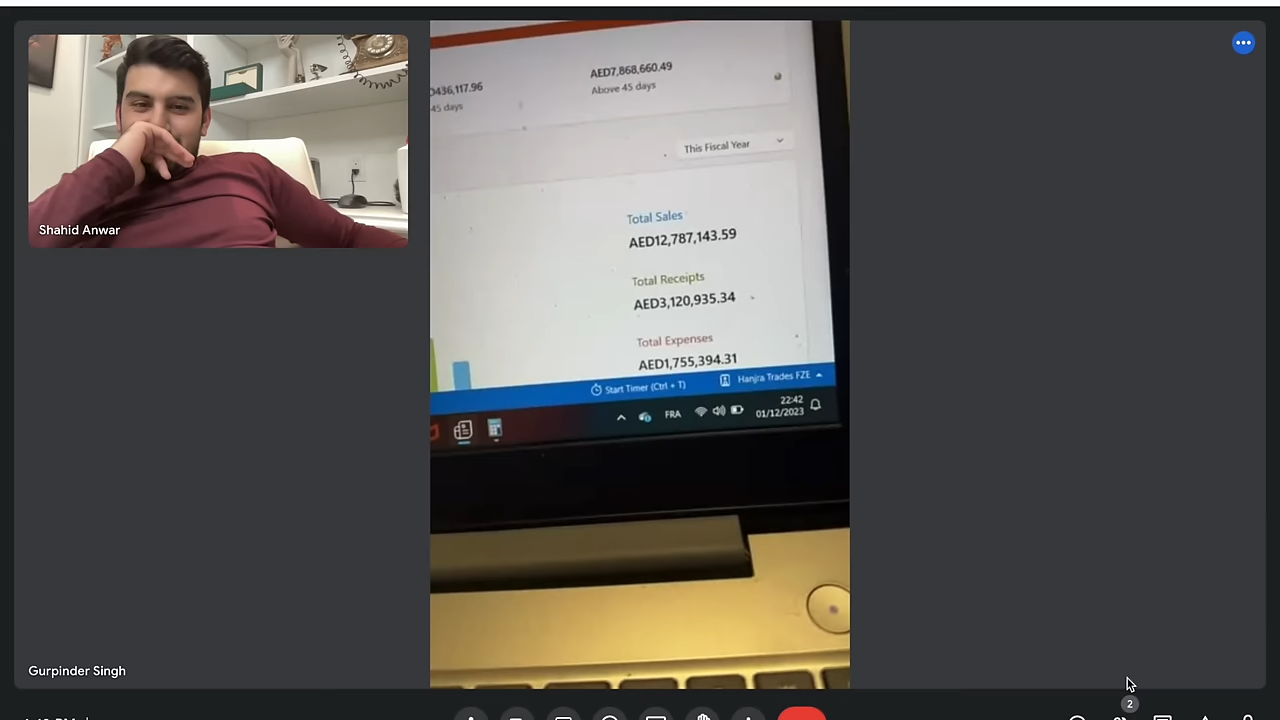 Shahid Anwar
436,117.96
45 days
AED7,868,660.49
Above 45 days
This Fiscal Year
Total Sales
AED12,787,143.59
Total Receipts
AED3,120,935.34
Total Expenses
AED1,755,394.31
Start Timer (Ctrl + T)
Hanjra Trades FZE
FRA
22:42
01/12/2023
Gurpinder Singh
2